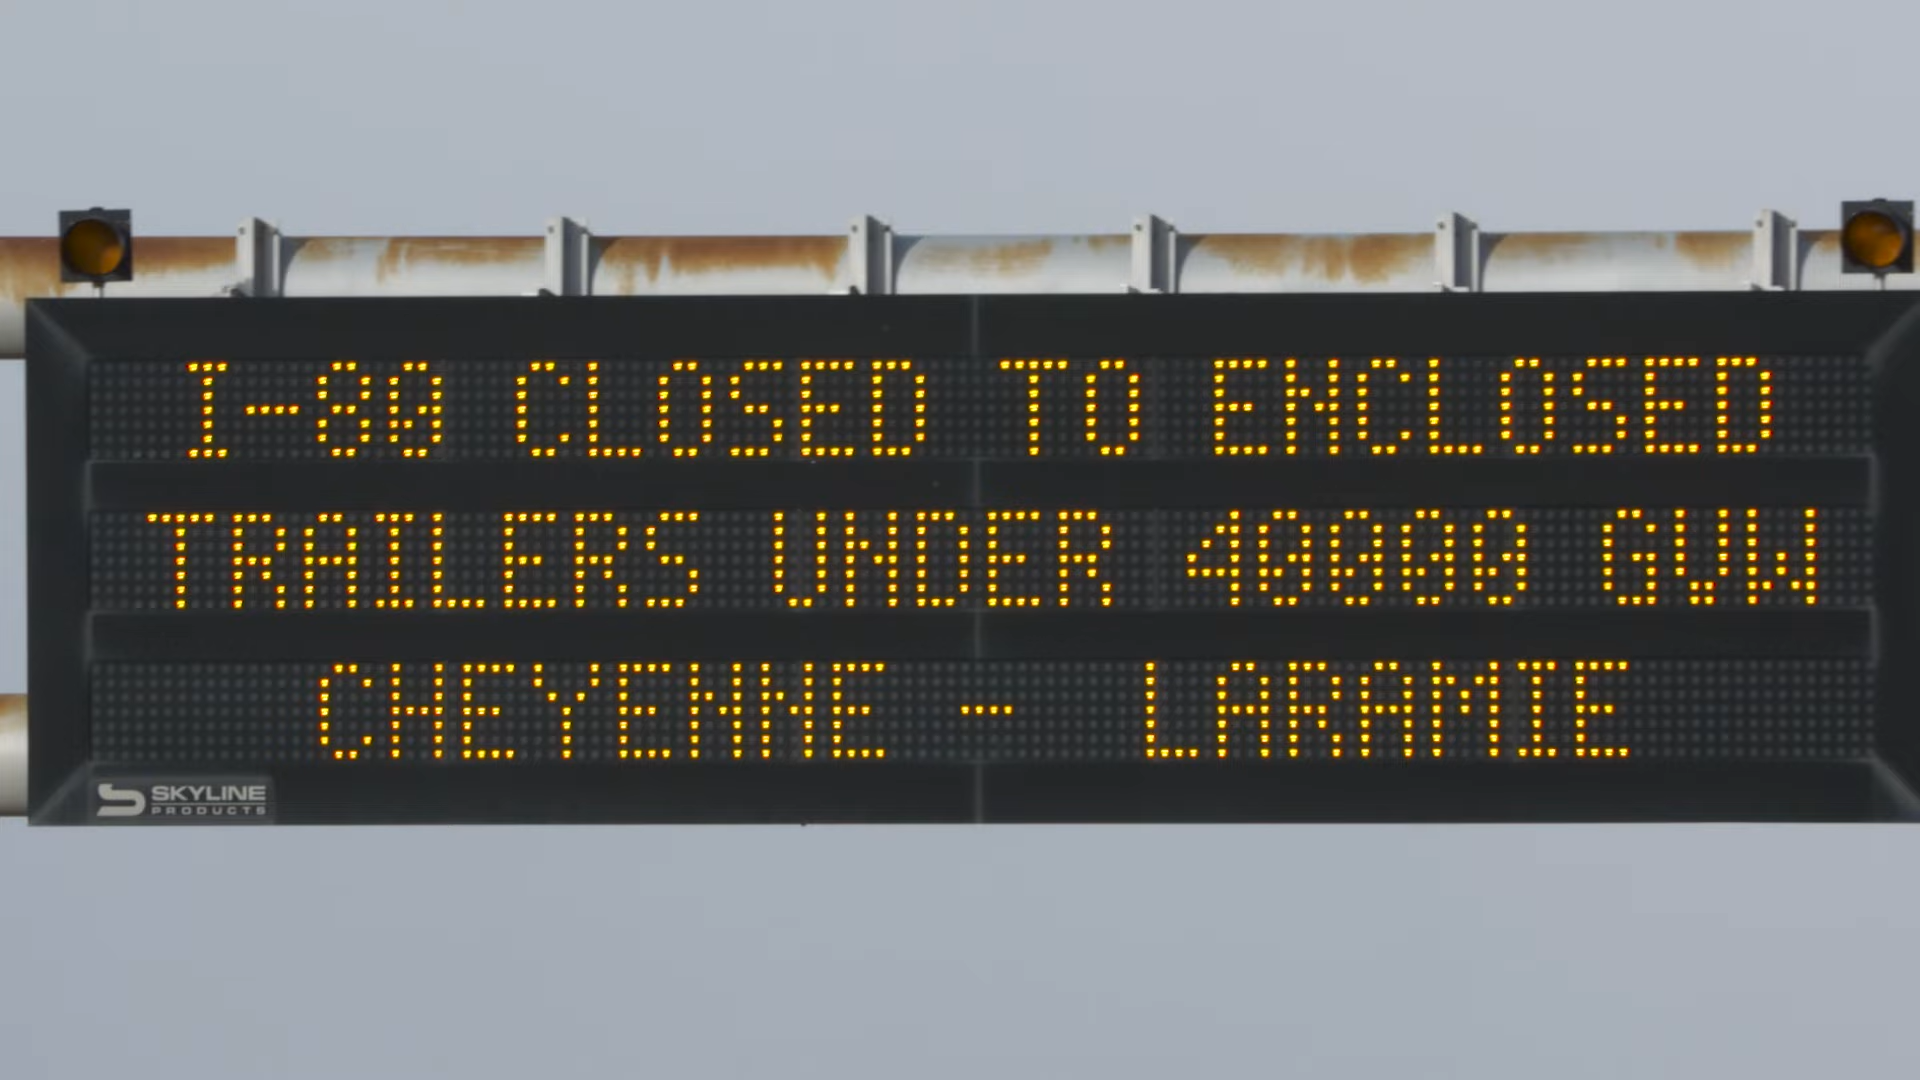 I-80 CLOSED TO ENCLOSED
TRAILERS UNDER 40000 GVW
CHEYENNE - LARAMIE
SKYLINE
PRODUCTS